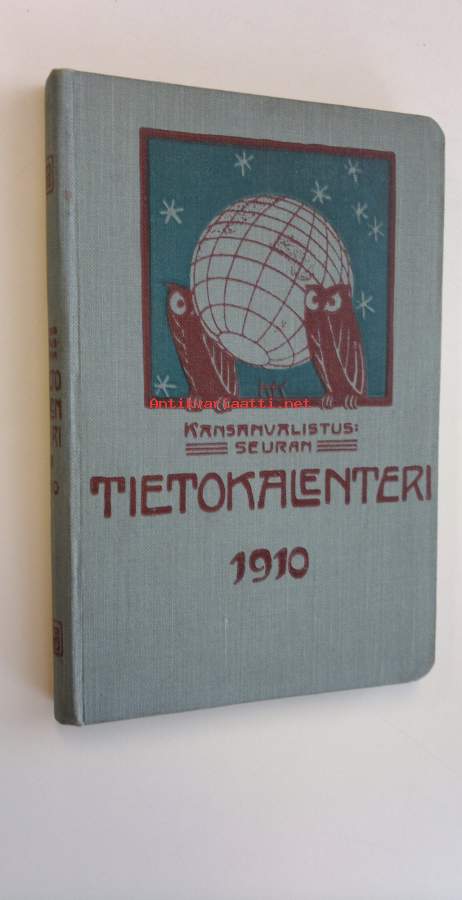 Antikvariaatti.net
KANSANVALISTUS:
SEURAN
TIETOKALENTERI
1910